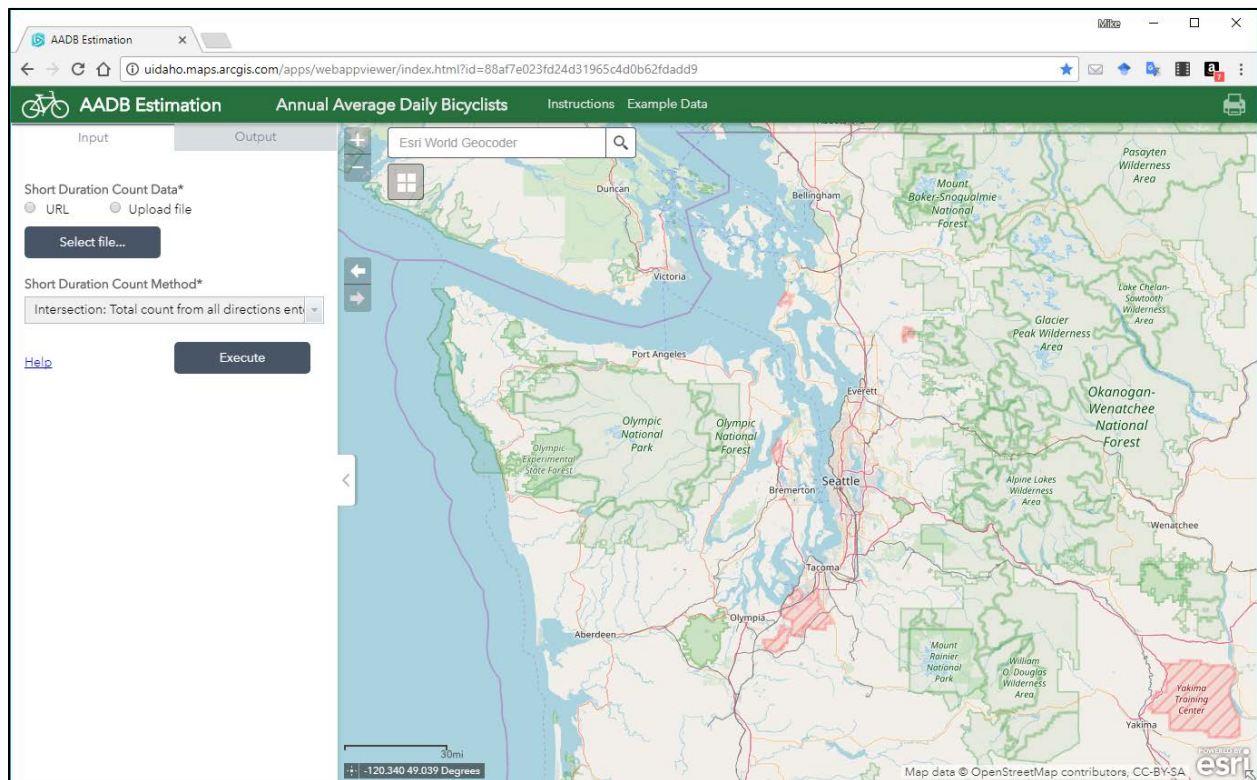 Mike
AADB Estimation
uidaho.maps.arcgis.com/apps/webappviewer/index.html?id=88af7e023fd24d31965c4d0b62fdadd9
a
7
AADB Estimation
Annual Average Daily Bicyclists
Instructions
Example Data
Input
Output
Esri World Geocoder
Short Duration Count Data*
URL
Upload file
Select file...
Short Duration Count Method*
Intersection: Total count from all directions ent
Help
Execute
Duncan
Bellingham
Mount
Baker-Snoqualmie
National
Forest
Pasayten
Wilderness
Area
Victoria
Lake Chelan-
Sawtooth
Wilderness
Area
Glacier
Peak Wilderness
Area
Port Angeles
Everett
Okanogan-
Wenatchee
National
Forest
Olympic
National
Park
Olympic
National
Forest
Olympic
Experimental
State Forest
Bremerton
Seattle
Alpine Lakes
Wilderness
Area
Wenatchee
Tacoma
Olympia
Aberdeen
Mount
Rainier
National
Park
William
O. Douglas
Wilderness
Area
Yakima
Training
Center
Yakima
30mi
-120.340 49.039 Degrees
Map data © OpenStreetMap contributors, CC-BY-SA
POWERED BY
esri